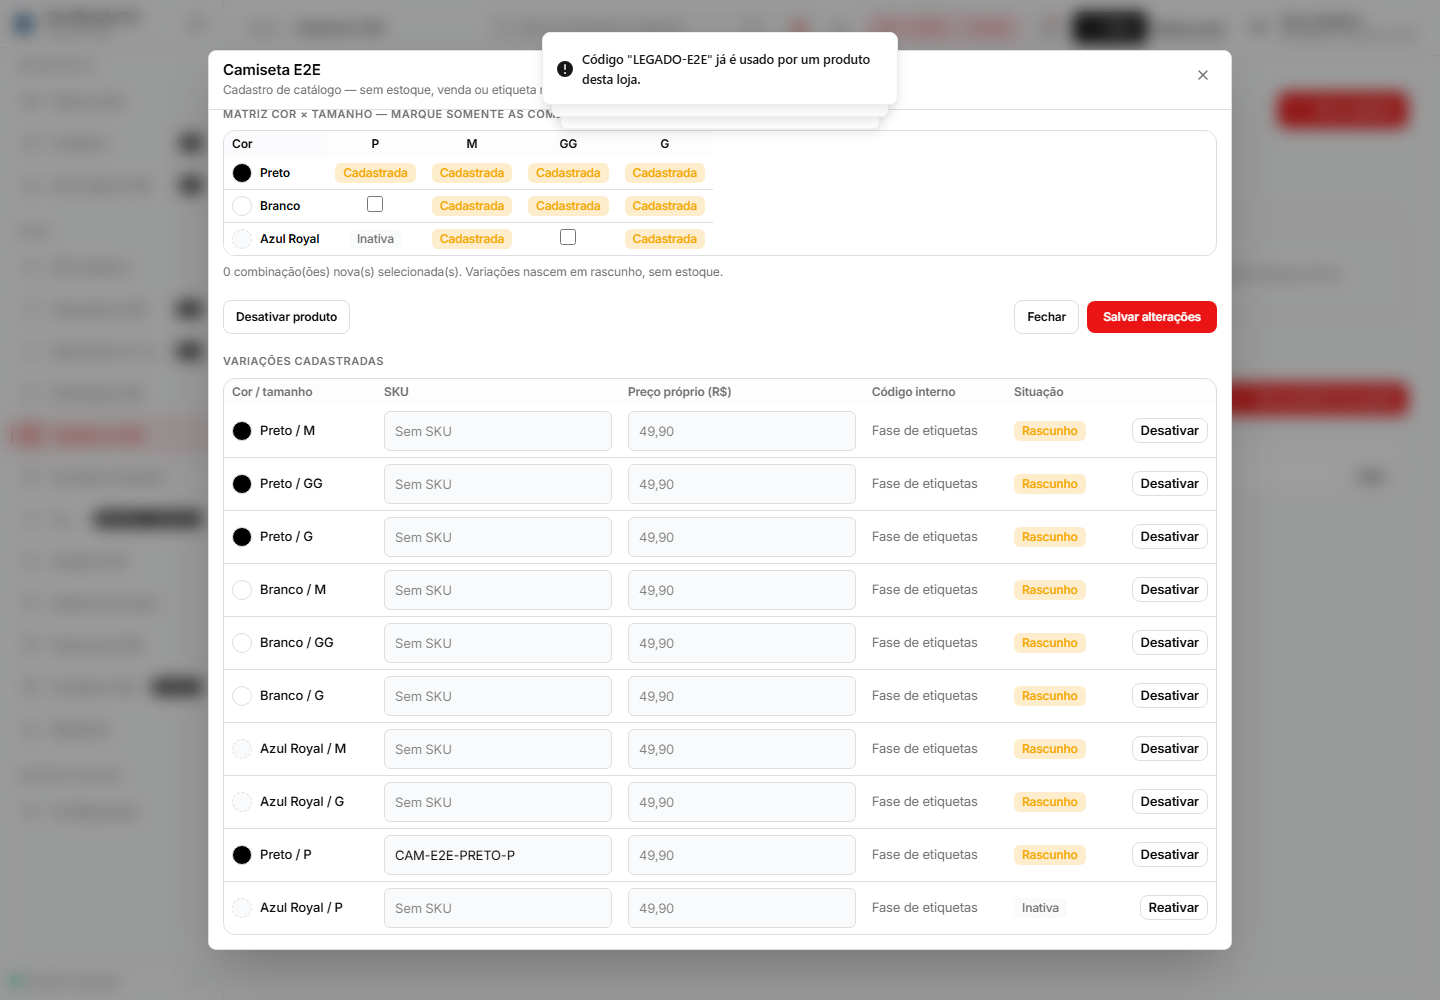 Código "LEGADO-E2E" já é usado por um produto
desta loja.
Camiseta E2E
Cadastro de catálogo — sem estoque, venda ou etiqueta
MATRIZ COR × TAMANHO — MARQUE SOMENTE AS
Cor P M GG G
Preto Cadastrada Cadastrada Cadastrada Cadastrada
Branco Cadastrada Cadastrada Cadastrada
Azul Royal Inativa Cadastrada Cadastrada
0 combinação(ões) nova(s) selecionada(s). Variações nascem em rascunho, sem estoque.
Desativar produto Fechar Salvar alterações
VARIAÇÕES CADASTRADAS
Cor / tamanho SKU Preço próprio (R$) Código interno Situação
Preto / M Sem SKU 49,90 Fase de etiquetas Rascunho Desativar
Preto / GG Sem SKU 49,90 Fase de etiquetas Rascunho Desativar
Preto / G Sem SKU 49,90 Fase de etiquetas Rascunho Desativar
Branco / M Sem SKU 49,90 Fase de etiquetas Rascunho Desativar
Branco / GG Sem SKU 49,90 Fase de etiquetas Rascunho Desativar
Branco / G Sem SKU 49,90 Fase de etiquetas Rascunho Desativar
Azul Royal / M Sem SKU 49,90 Fase de etiquetas Rascunho Desativar
Azul Royal / G Sem SKU 49,90 Fase de etiquetas Rascunho Desativar
Preto / P CAM-E2E-PRETO-P 49,90 Fase de etiquetas Rascunho Desativar
Azul Royal / P Sem SKU 49,90 Fase de etiquetas Inativa Reativar